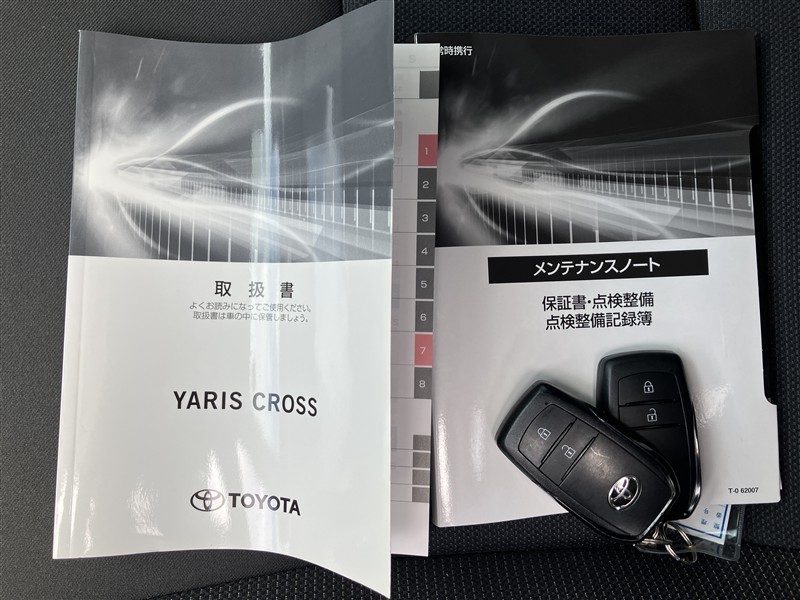 取扱書
よくお読みになってご使用ください。
取扱書は車の中に保管しましょう。
YARIS CROSS
TOYOTA
1
2
3
4
5
6
7
8
常時携行
メンテナンスノート
保証書・点検整備
点検整備記録簿
T-0 62007